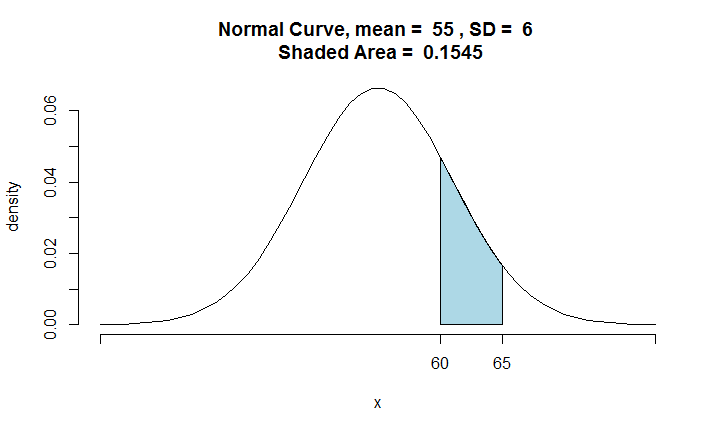 Normal Curve, mean =  55 , SD =  6
Shaded Area =  0.1545
0.06
0.04
0.02
0.00
density
60 65
x